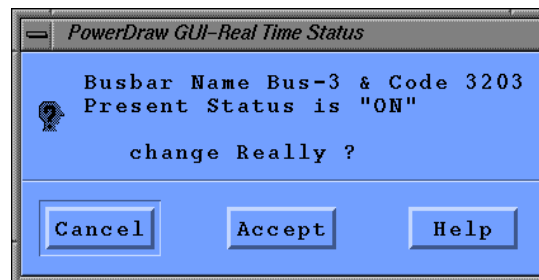 PowerDraw GUI-Real Time Status
Busbar Name Bus-3 & Code 3203
Present Status is "ON"
change Really ?
Cancel Accept Help